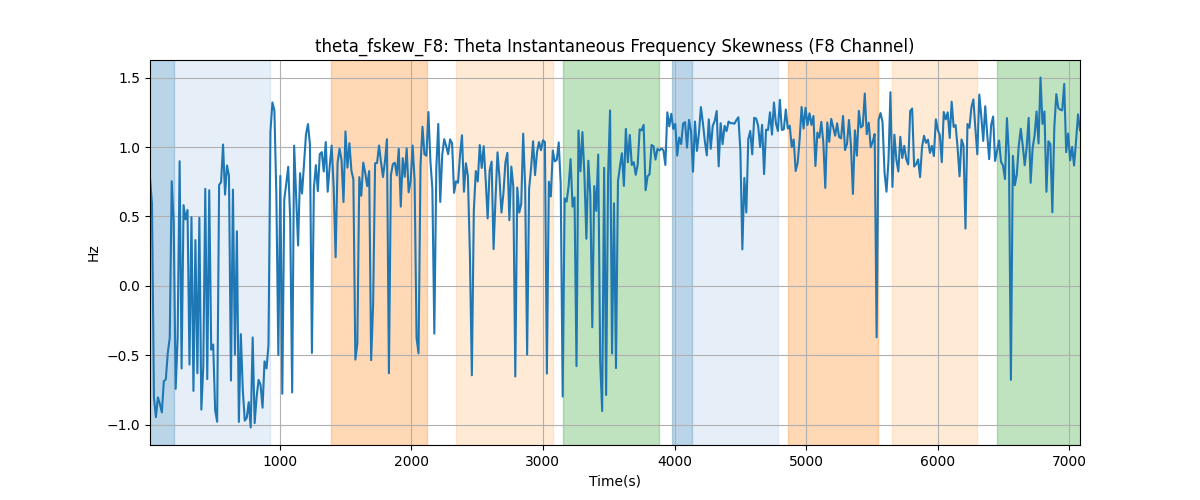 theta_fskew_F8: Theta Instantaneous Frequency Skewness (F8 Channel)
1.5
1.0
0.5
0.0
−0.5
−1.0
Hz
1000 2000 3000 4000 5000 6000 7000
Time(s)